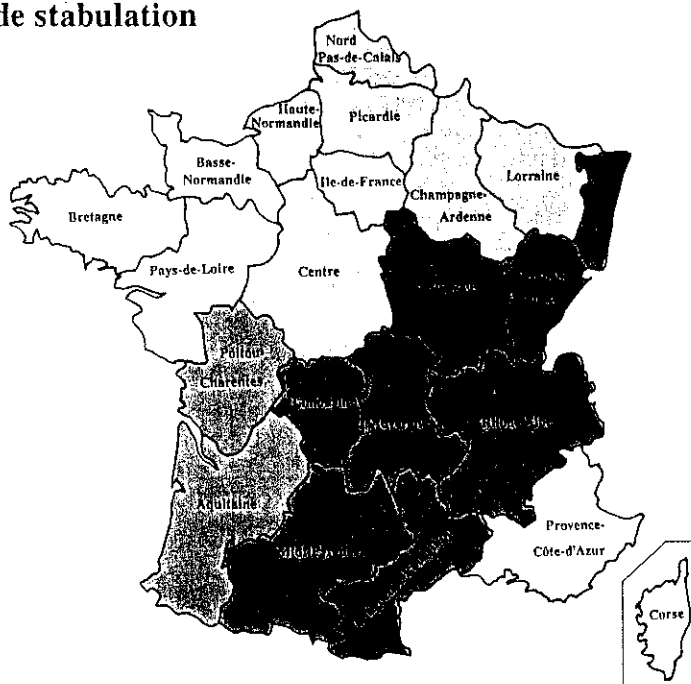 de stabulation
Nord
Pas-de-Calais
Haute-
Normandie
Picardie
Basse-
Normandie
Ile-de-France
Lorraine
Champagne-
Ardenne
Bretagne
Pays-de-Loire
Centre
Poitou
Charentes
Aquitaine
Provence-
Côte-d'Azur
Corse